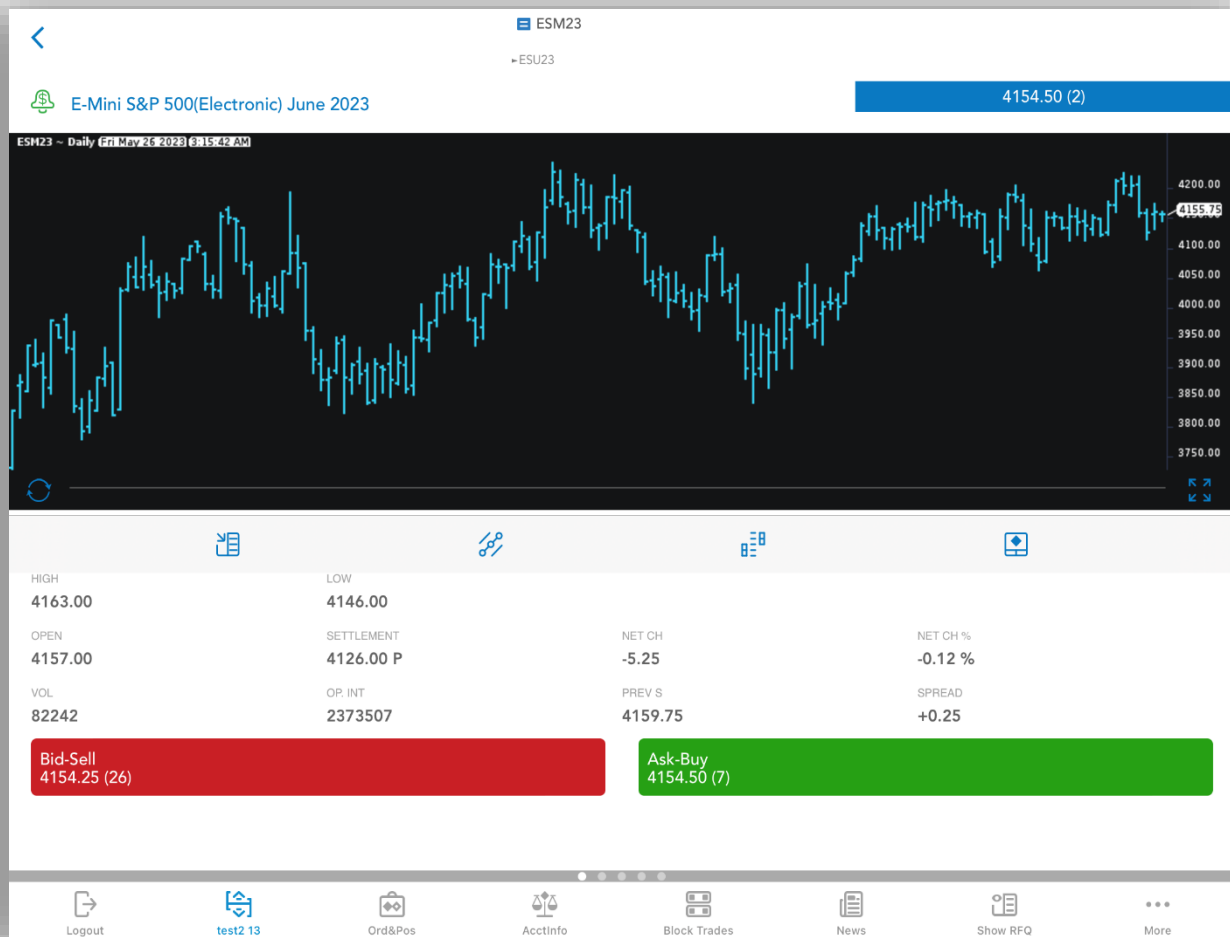 ESM23
ESU23
E-Mini S&P 500(Electronic) June 2023
4154.50 (2)
ESM23 ~ Daily Fri May 26 2023 3:15:42 AM
4200.00
4155.75
4100.00
4050.00
4000.00
3950.00
3900.00
3850.00
3800.00
3750.00
HIGH LOW
4163.00 4146.00
OPEN SETTLEMENT NET CH NET CH %
4157.00 4126.00 P -5.25 -0.12 %
VOL OP. INT PREV S SPREAD
82242 2373507 4159.75 +0.25
Bid-Sell Ask-Buy
4154.25 (26) 4154.50 (7)
Logout test2 13 Ord&Pos AcctInfo Block Trades News Show RFQ More